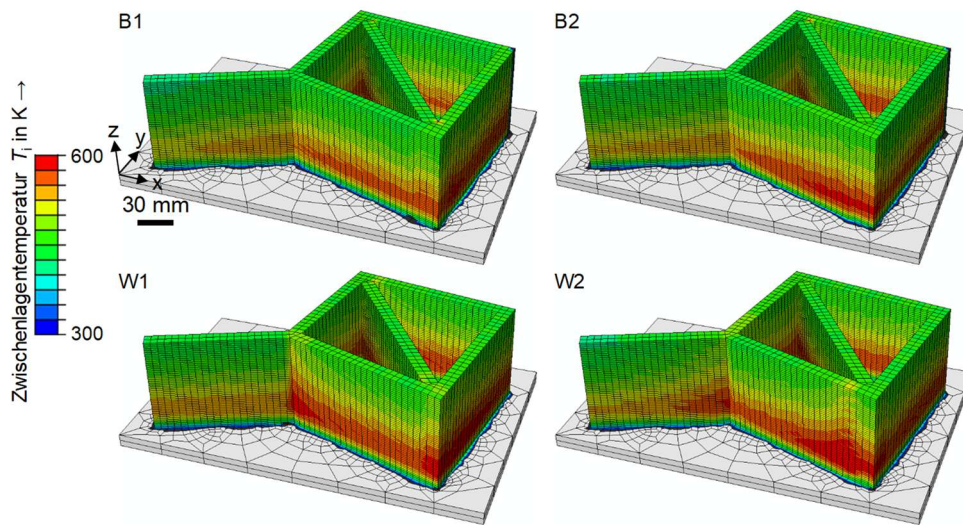 B1
B2
Zwischenlagentemperatur Tᵢ in K →
600
300
z
y
x
30 mm
W1
W2